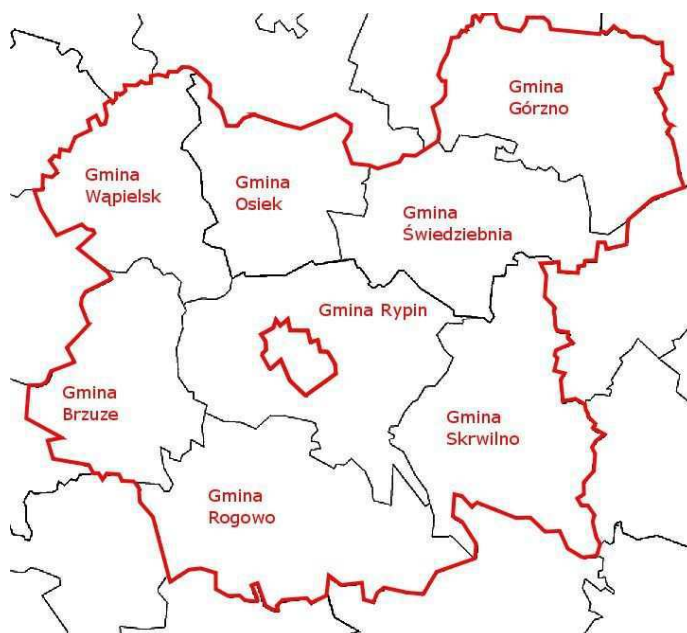 Gmina
Górzno
Gmina
Wąpielsk
Gmina
Osiek
Gmina
Świedziebnia
Gmina Rypin
Gmina
Brzuze
Gmina
Skrwilno
Gmina
Rogowo